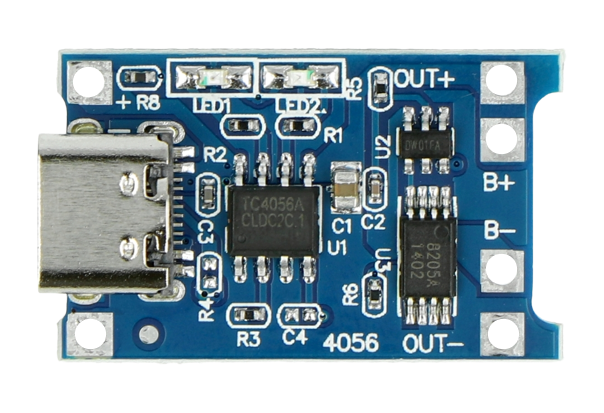 +
R8
LED1
LED2
R5
OUT+
R2
R1
U2
DW01FA
B+
TC4056A
CLDC2C.1
U1
C1
C2
C3
B-
8205A
1402
U3
R4
R6
R3
C4
4056
OUT-